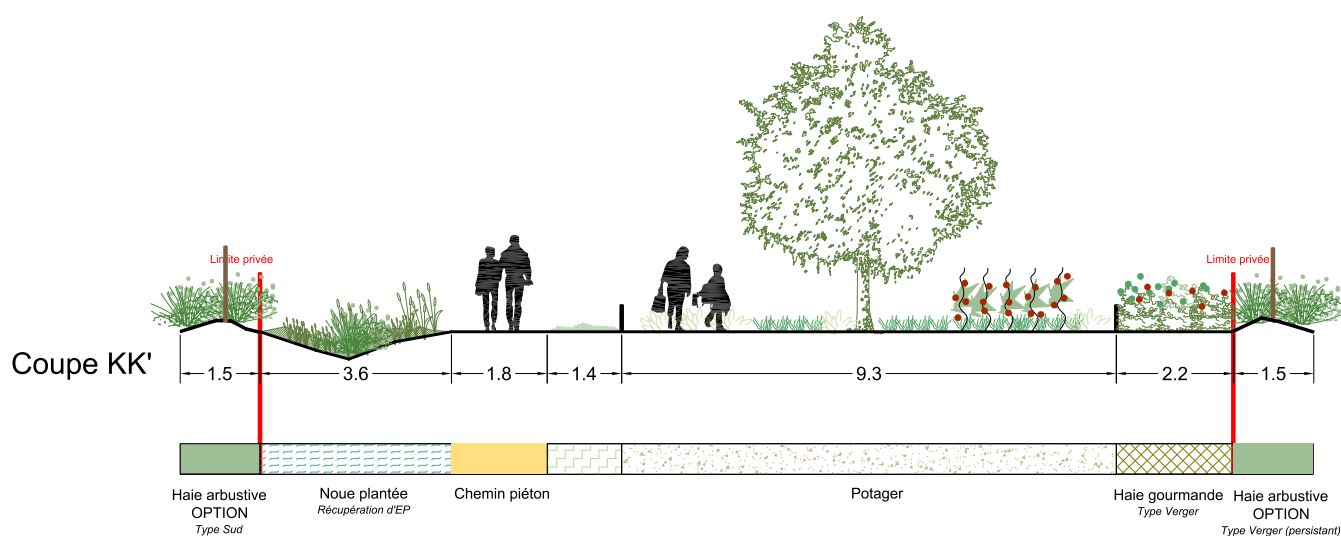 Limite privée
Limite privée
Coupe KK'
1.5
3.6
1.8
1.4
9.3
2.2
1.5
Haie arbustive
OPTION
Type Sud
Noue plantée
Récupération d'EP
Chemin piéton
Potager
Haie gourmande
Type Verger
Haie arbustive
OPTION
Type Verger (persistant)